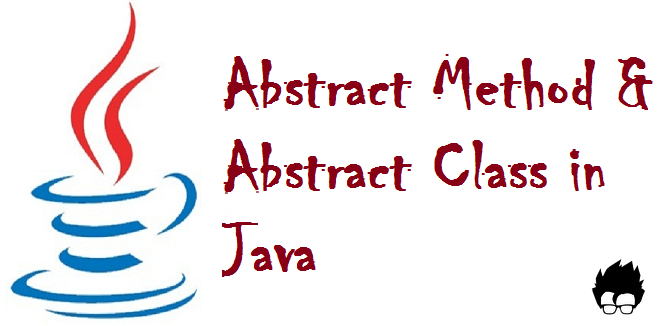 Abstract Method &
Abstract Class in
Java